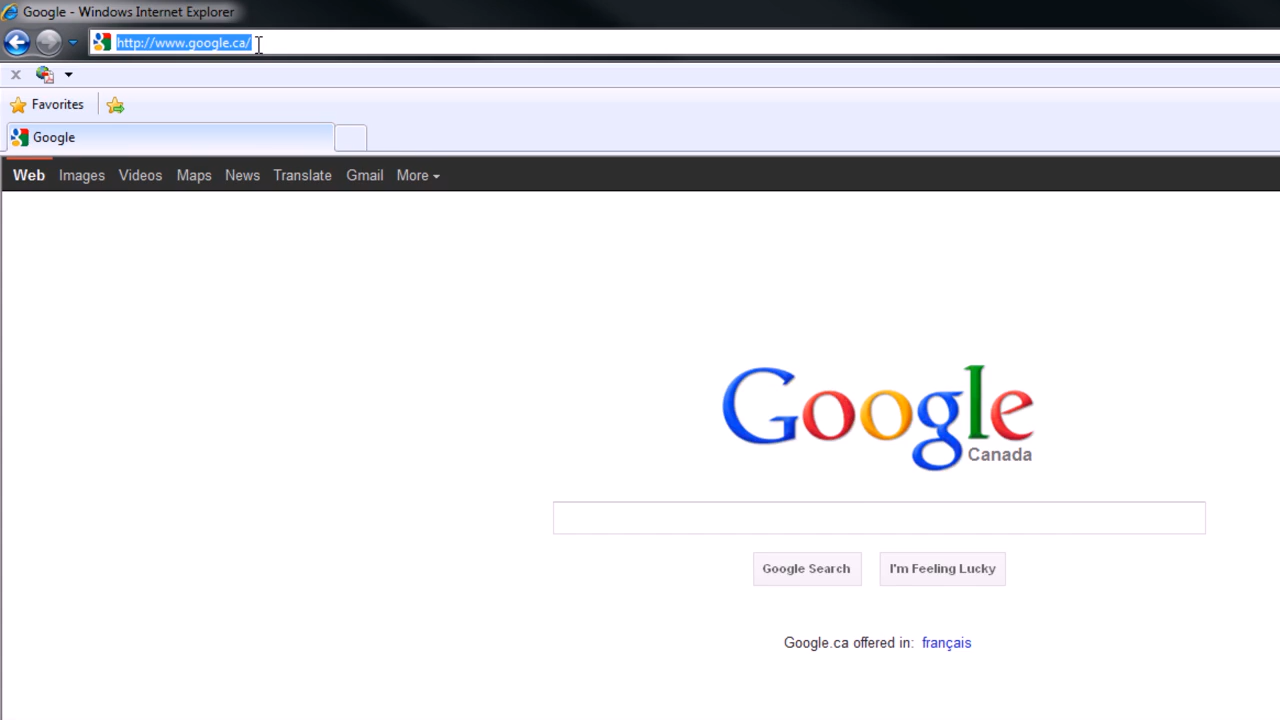 Google - Windows Internet Explorer
http://www.google.ca/
Favorites
Google
Web Images Videos Maps News Translate Gmail More
Google
Canada
Google Search I'm Feeling Lucky
Google.ca offered in: français